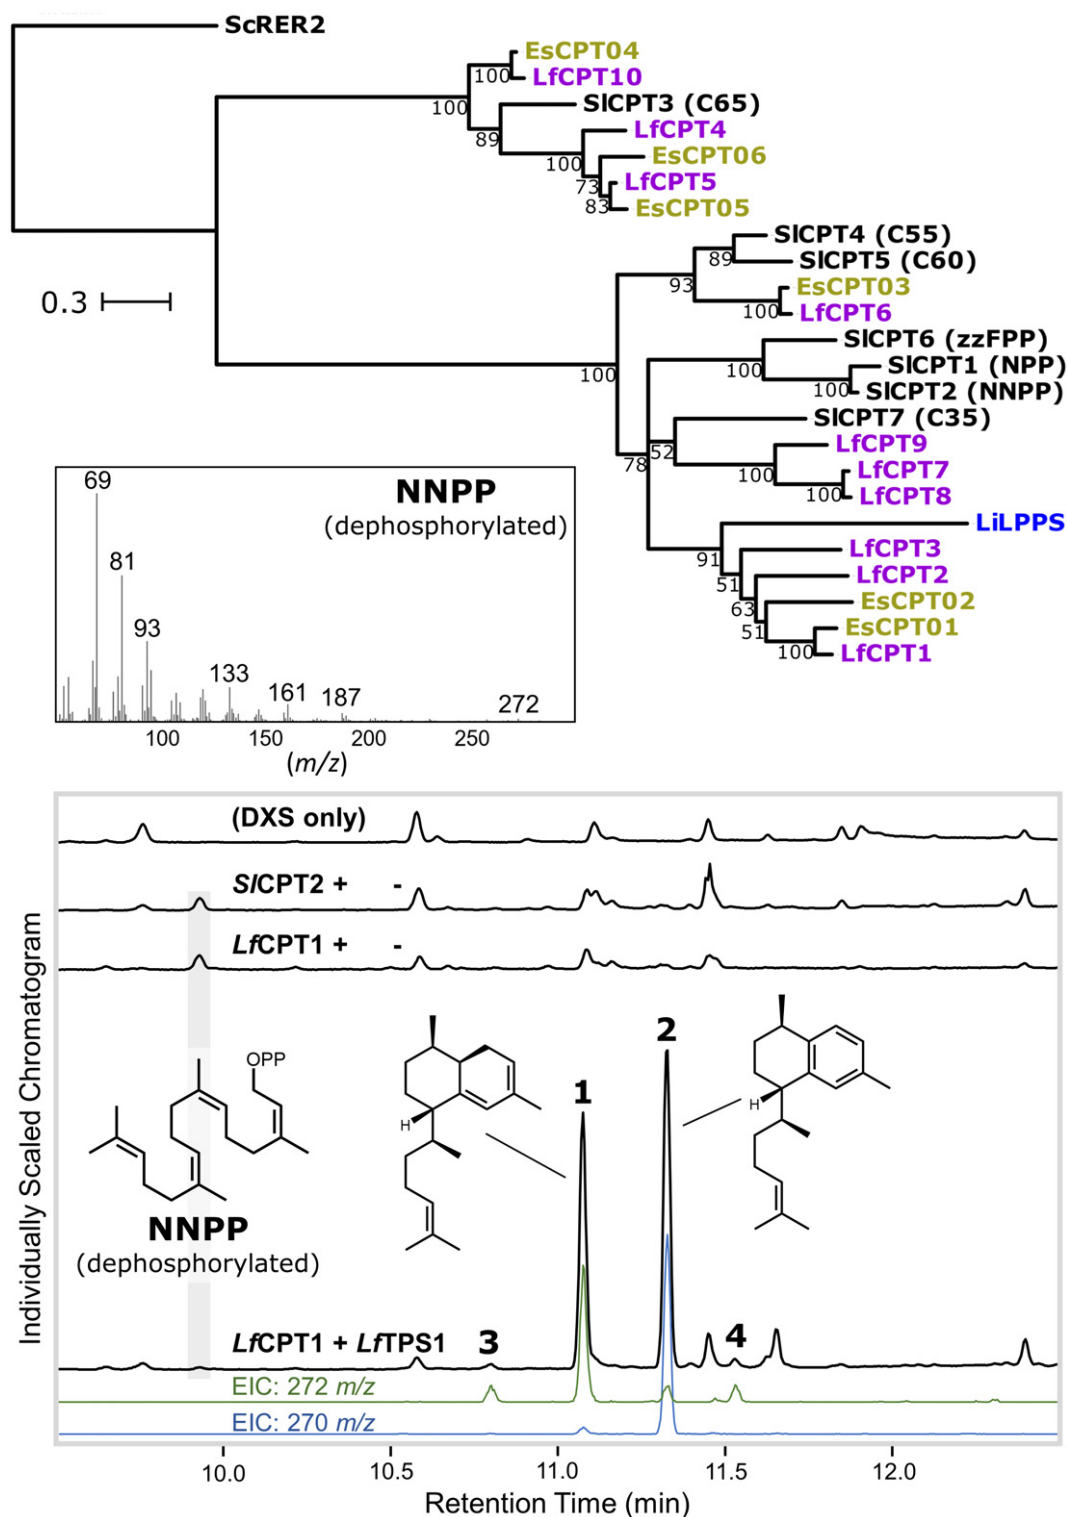 ScRER2
EsCPT04
100
LfCPT10
100
SlCPT3 (C65)
89
LfCPT4
100
EsCPT06
73
LfCPT5
83
EsCPT05
SlCPT4 (C55)
89
SlCPT5 (C60)
93
EsCPT03
100
LfCPT6
0.3
SlCPT6 (zzFPP)
100
SlCPT1 (NPP)
100
SlCPT2 (NNPP)
100
SlCPT7 (C35)
78
52
LfCPT9
100
LfCPT7
100
LfCPT8
LiLPPS
91
LfCPT3
51
LfCPT2
63
EsCPT02
51
EsCPT01
100
LfCPT1
NNPP
(dephosphorylated)
69
81
93
133
161
187
272
100 150 200 250
(m/z)
Individually Scaled Chromatogram
(DXS only)
SlCPT2 + -
LfCPT1 + -
OPP
NNPP
(dephosphorylated)
H
1
2
H
LfCPT1 + LfTPS1
3
4
EIC: 272 m/z
EIC: 270 m/z
10.0 10.5 11.0 11.5 12.0
Retention Time (min)